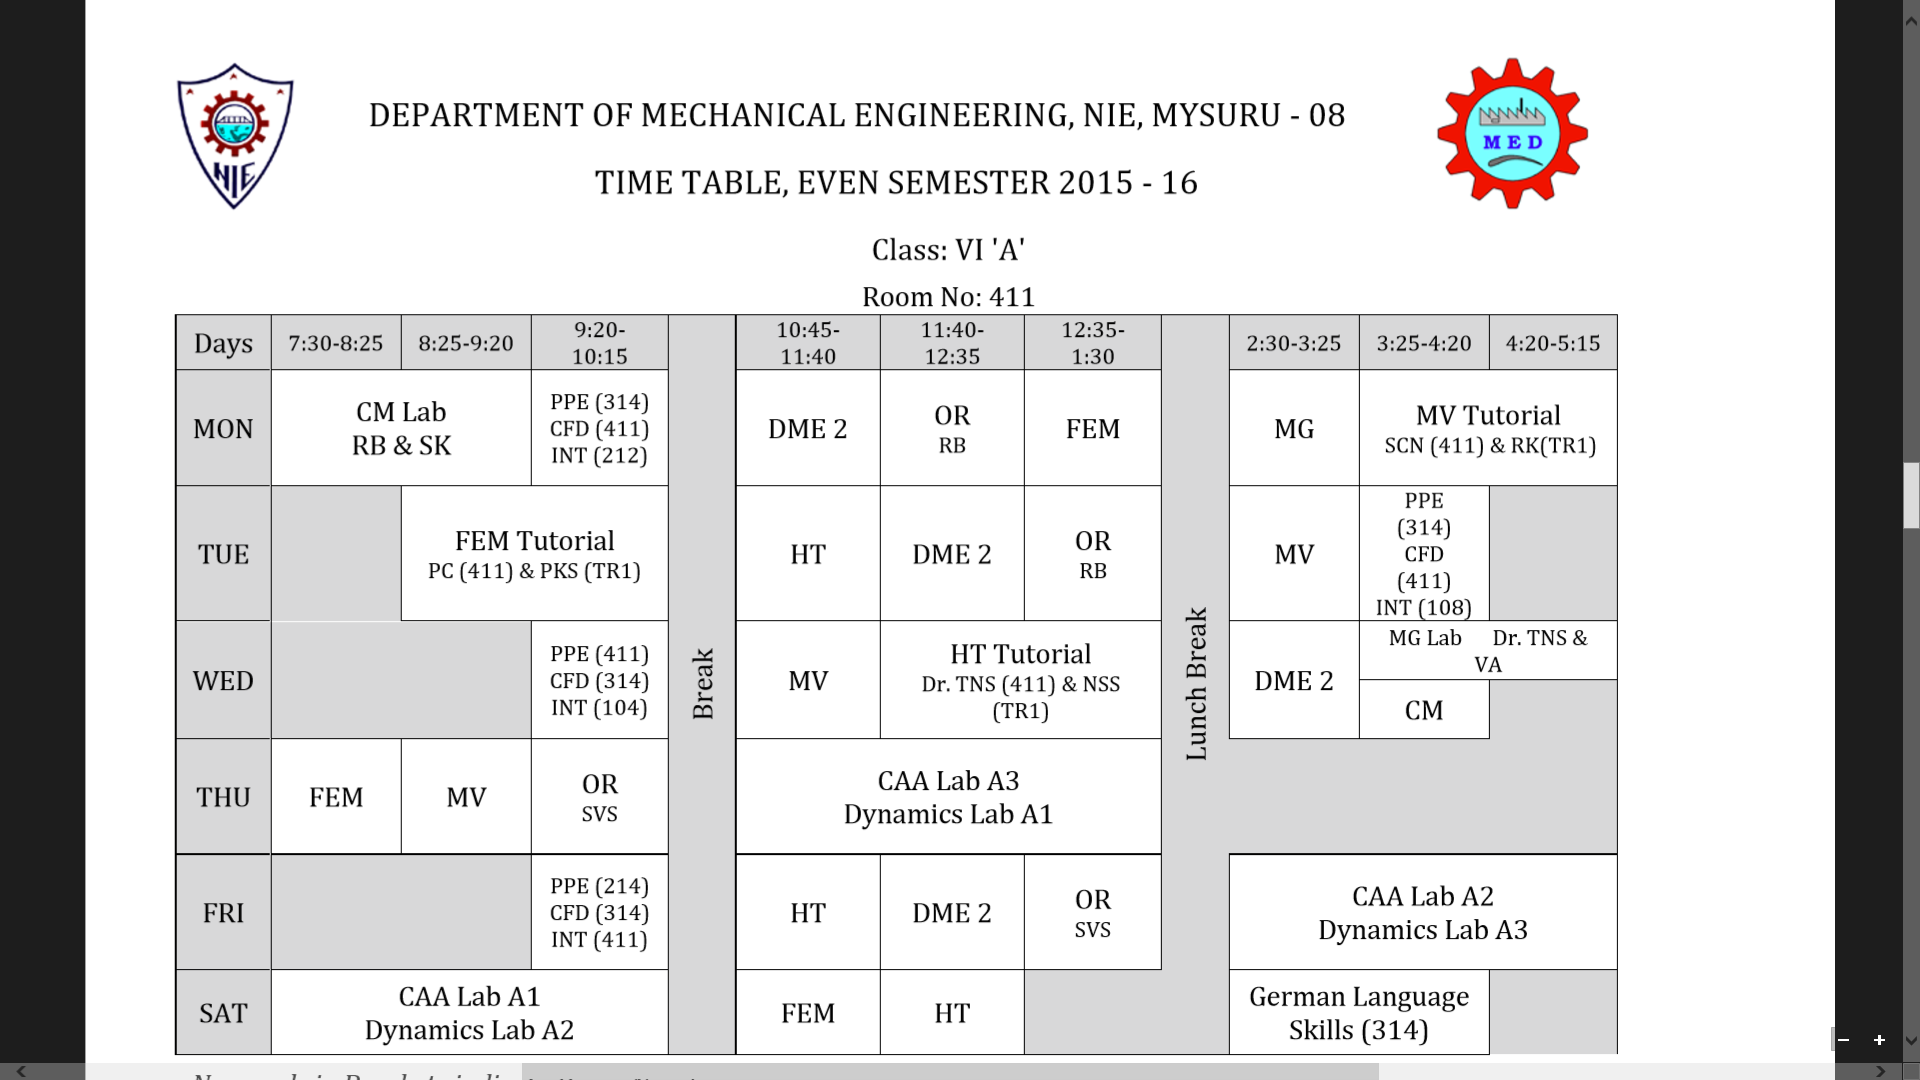 NIE
DEPARTMENT OF MECHANICAL ENGINEERING, NIE, MYSURU - 08
TIME TABLE, EVEN SEMESTER 2015 - 16
MED
Class: VI 'A'
Room No: 411
Days 7:30-8:25 8:25-9:20 9:20-
10:15
10:45-
11:40
11:40-
12:35
12:35-
1:30
2:30-3:25 3:25-4:20 4:20-5:15
MON
CM Lab
RB & SK
PPE (314)
CFD (411)
INT (212)
DME 2
OR
RB
FEM
MG
MV Tutorial
SCN (411) & RK(TR1)
TUE
FEM Tutorial
PC (411) & PKS (TR1)
HT
DME 2
OR
RB
MV
PPE
(314)
CFD
(411)
INT (108)
WED
PPE (411)
CFD (314)
INT (104)
Break
MV
HT Tutorial
Dr. TNS (411) & NSS
(TR1)
Lunch Break
DME 2
MG Lab Dr. TNS &
VA
CM
THU
FEM
MV
OR
SVS
CAA Lab A3
Dynamics Lab A1
FRI
PPE (214)
CFD (314)
INT (411)
HT
DME 2
OR
SVS
CAA Lab A2
Dynamics Lab A3
SAT
CAA Lab A1
Dynamics Lab A2
FEM
HT
German Language
Skills (314)